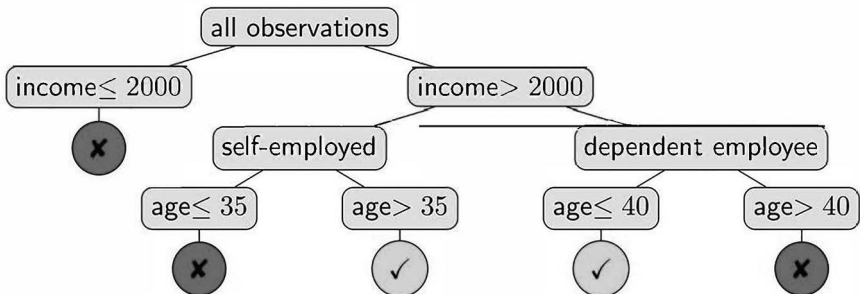 all observations
income≤ 2000
income> 2000
✘
self-employed
dependent employee
age≤ 35
age> 35
age≤ 40
age> 40
✘
✓
✓
✘